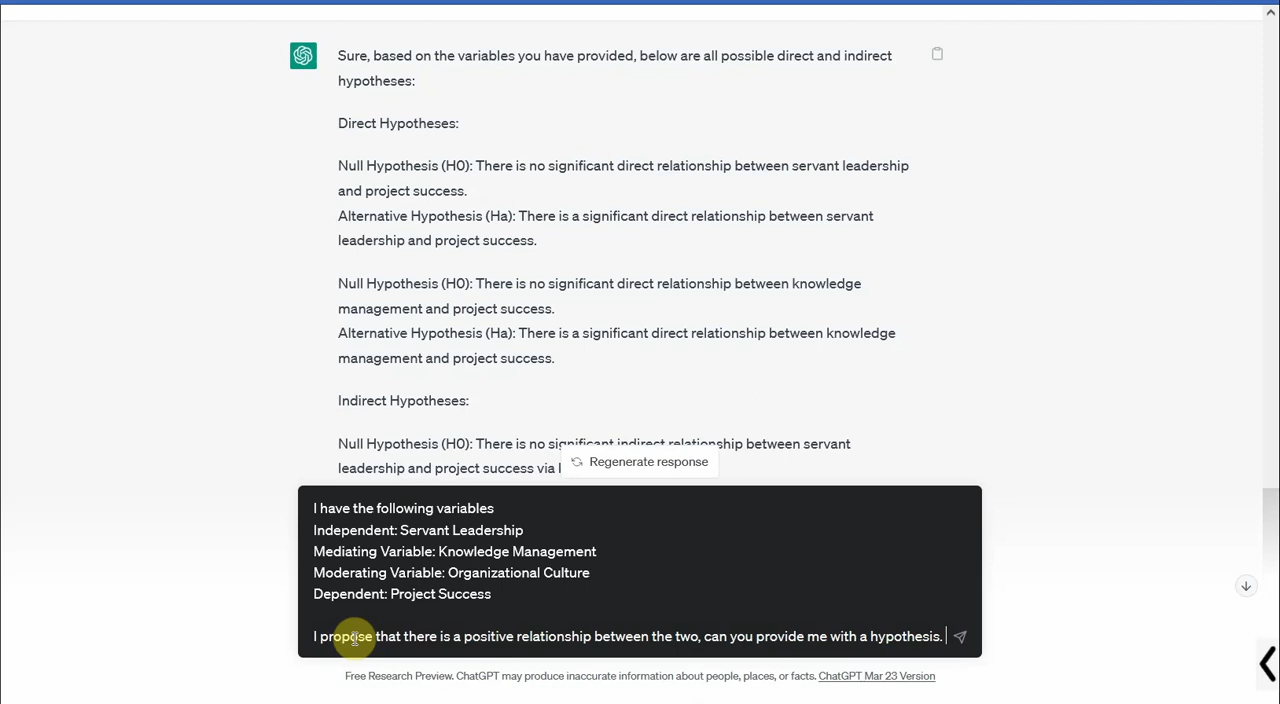 Sure, based on the variables you have provided, below are all possible direct and indirect
hypotheses:
Direct Hypotheses:
Null Hypothesis (H0): There is no significant direct relationship between servant leadership
and project success.
Alternative Hypothesis (Ha): There is a significant direct relationship between servant
leadership and project success.
Null Hypothesis (H0): There is no significant direct relationship between knowledge
management and project success.
Alternative Hypothesis (Ha): There is a significant direct relationship between knowledge
management and project success.
Indirect Hypotheses:
Null Hypothesis (H0): There is no significant indirect relationship between servant
leadership and project success via
Regenerate response
I have the following variables
Independent: Servant Leadership
Mediating Variable: Knowledge Management
Moderating Variable: Organizational Culture
Dependent: Project Success
I propose that there is a positive relationship between the two, can you provide me with a hypothesis.
Free Research Preview. ChatGPT may produce inaccurate information about people, places, or facts. ChatGPT Mar 23 Version